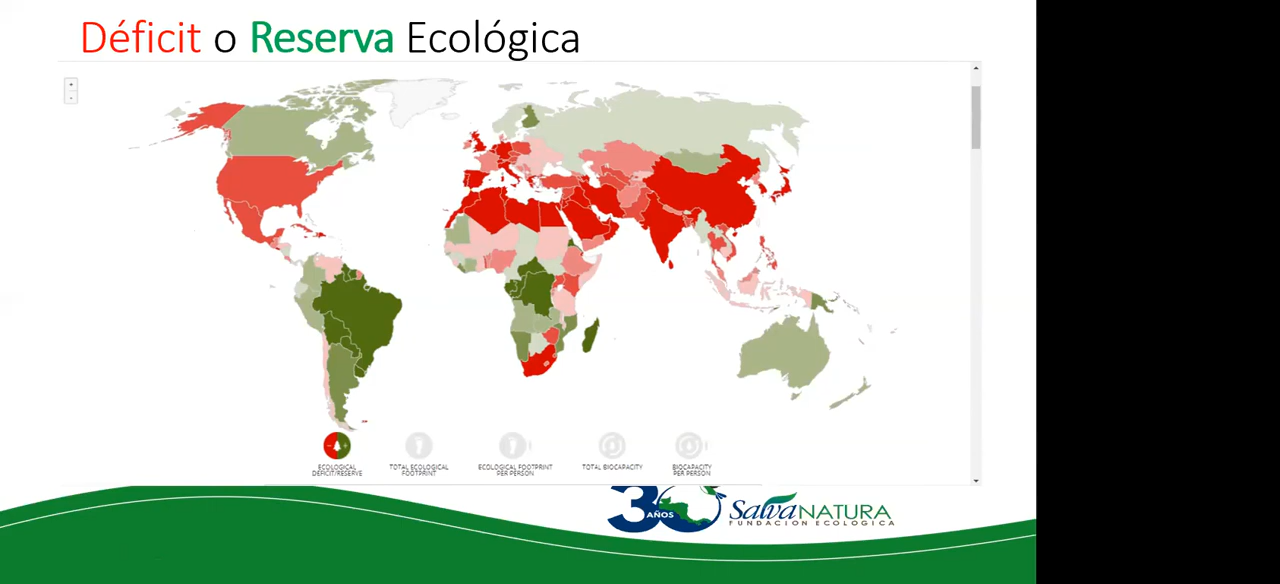 Déficit o Reserva Ecológica
+
-
ECOLOGICAL
DEFICIT/RESERVE
TOTAL ECOLOGICAL
FOOTPRINT
ECOLOGICAL FOOTPRINT
PER PERSON
TOTAL BIOCAPACITY
BIOCAPACITY
PER PERSON
30 AÑOS
SalvaNATURA
FUNDACION ECOLOGICA